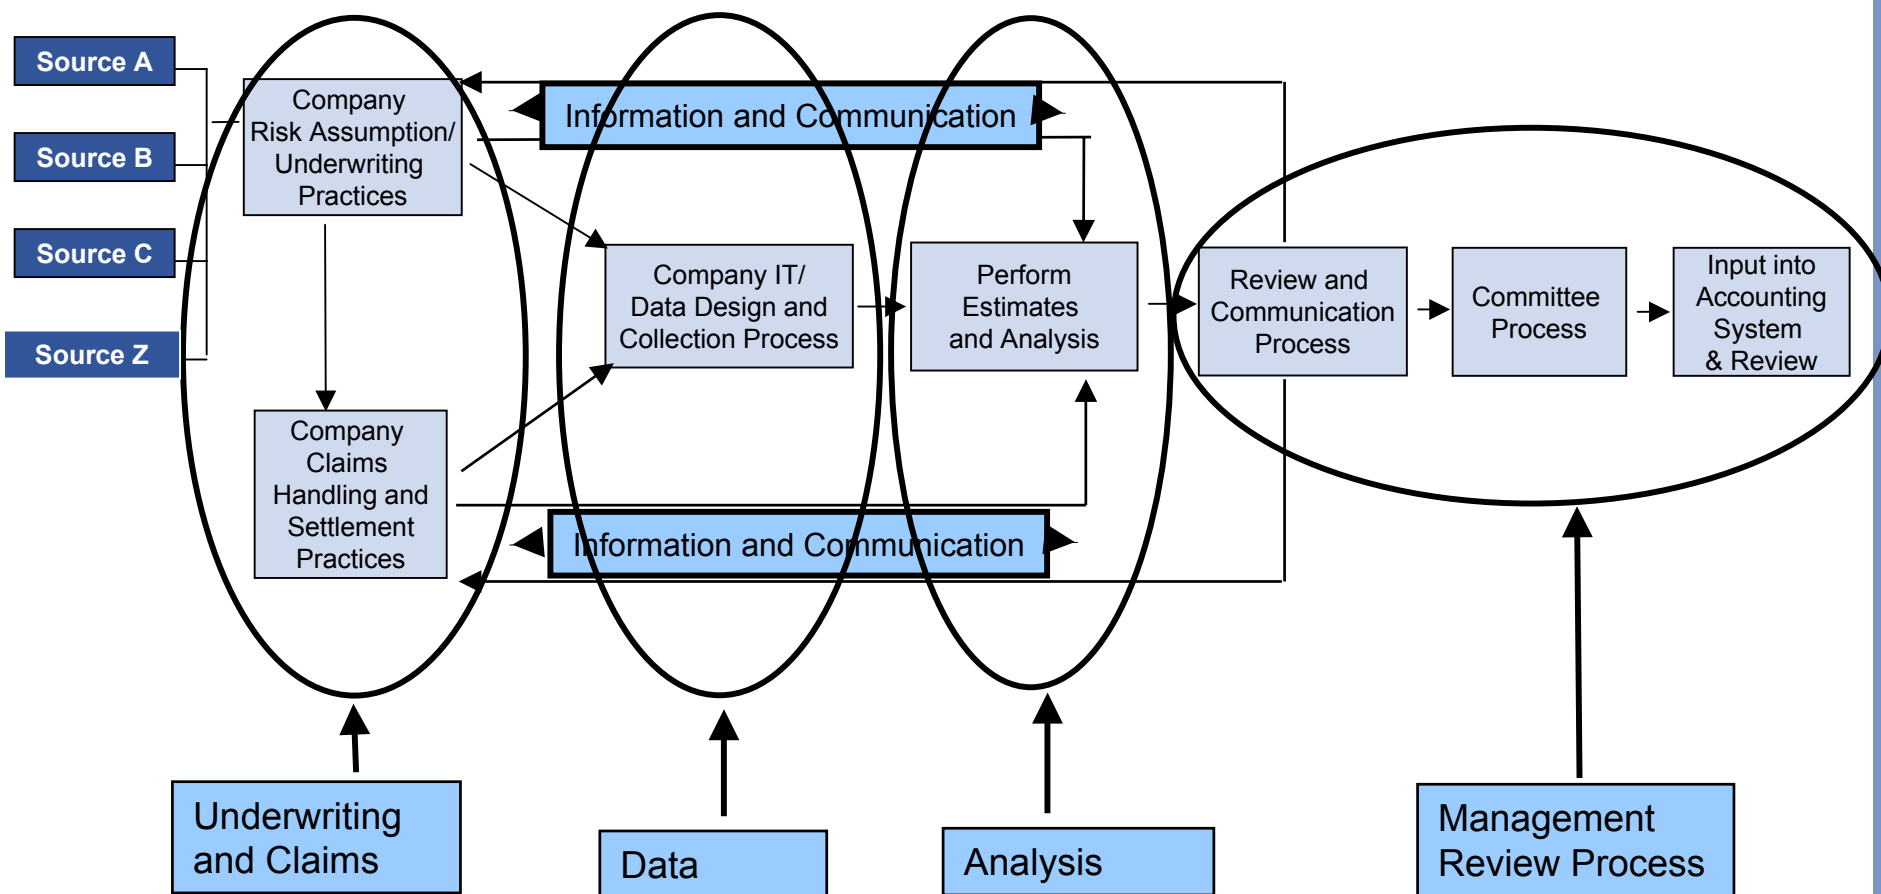 Source A
Source B
Source C
Source Z
Company
Risk Assumption/
Underwriting
Practices
Information and Communication
Company IT/
Data Design and
Collection Process
Perform
Estimates
and Analysis
Review and
Communication
Process
Committee
Process
Input into
Accounting
System
& Review
Company
Claims
Handling and
Settlement
Practices
Information and Communication
Underwriting
and Claims
Data
Analysis
Management
Review Process